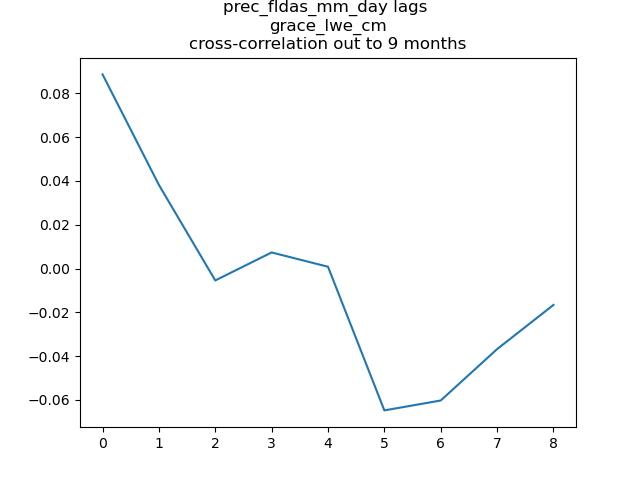 prec_fldas_mm_day lags
grace_lwe_cm
cross-correlation out to 9 months
0.08
0.06
0.04
0.02
0.00
−0.02
−0.04
−0.06
0 1 2 3 4 5 6 7 8